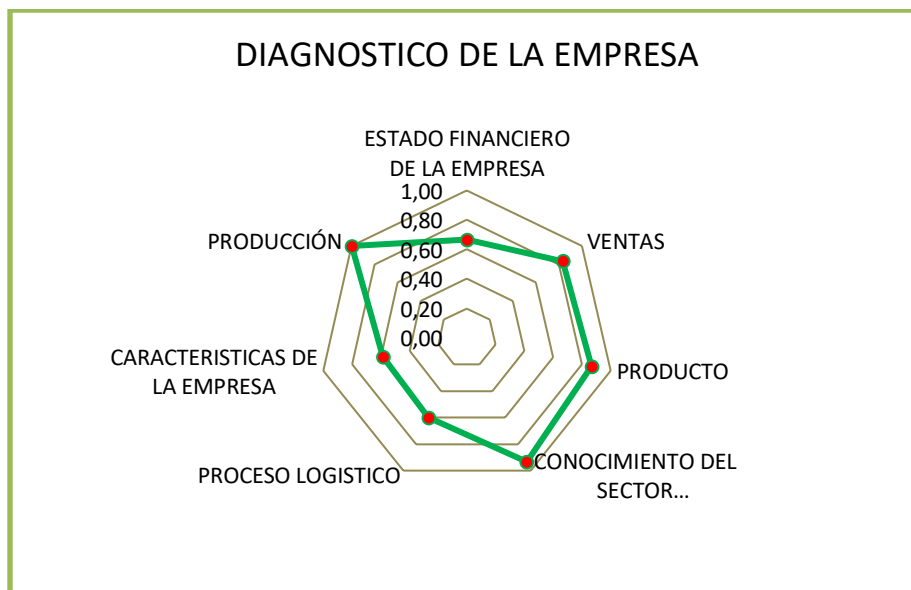 DIAGNOSTICO DE LA EMPRESA
ESTADO FINANCIERO
DE LA EMPRESA
1,00
0,80
0,60
0,40
0,20
0,00
VENTAS
PRODUCTO
CONOCIMIENTO DEL
SECTOR...
PROCESO LOGISTICO
CARACTERISTICAS DE
LA EMPRESA
PRODUCCIÓN